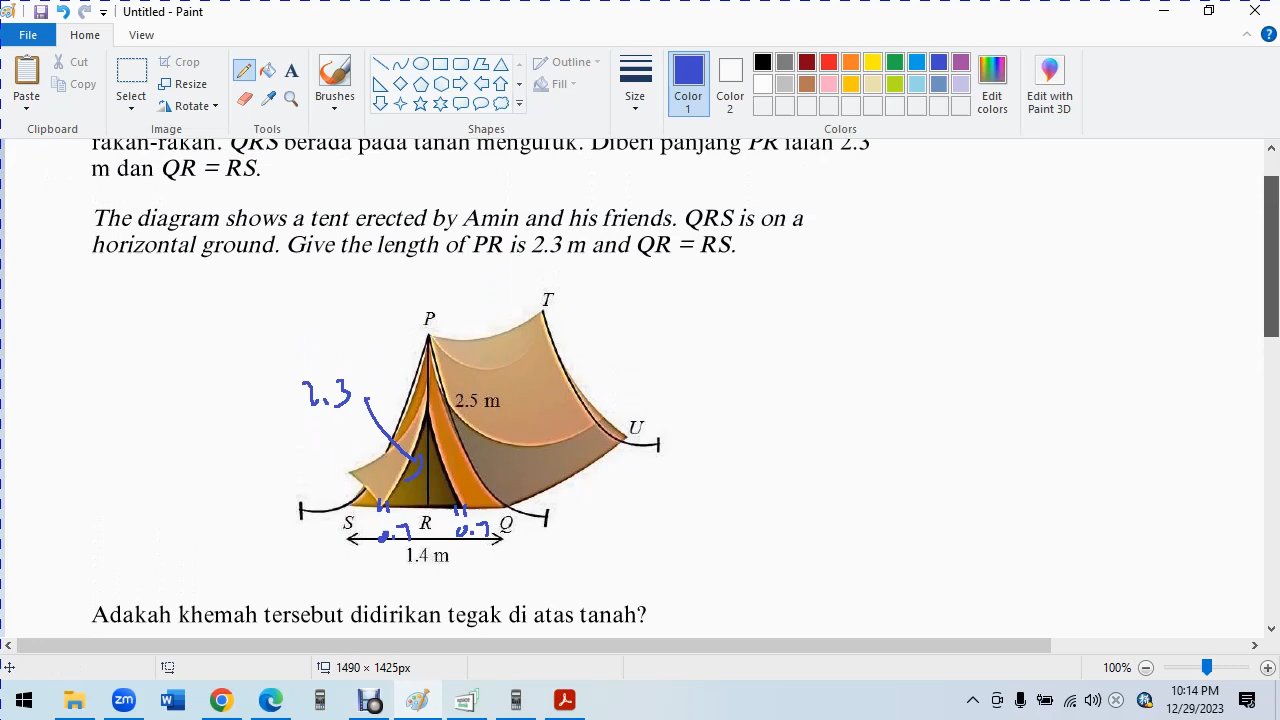 Untitled - Paint
File Home View
Paste Cut Copy Select Crop Resize Rotate Brushes Outline Fill Size Color 1 Color 2 Edit colors Edit with Paint 3D
Clipboard Image Tools Shapes Colors
rakan-rakan. QRS berada pada tanah mengufuk. Diberi panjang PR ialah 2.3
m dan QR = RS.
The diagram shows a tent erected by Amin and his friends. QRS is on a
horizontal ground. Give the length of PR is 2.3 m and QR = RS.
T
P
2.3
2.5 m
U
S R Q
0.7 0.7
1.4 m
Adakah khemah tersebut didirikan tegak di atas tanah?
1490 × 1425px 100%
zm W
10:14 PM
12/29/2023